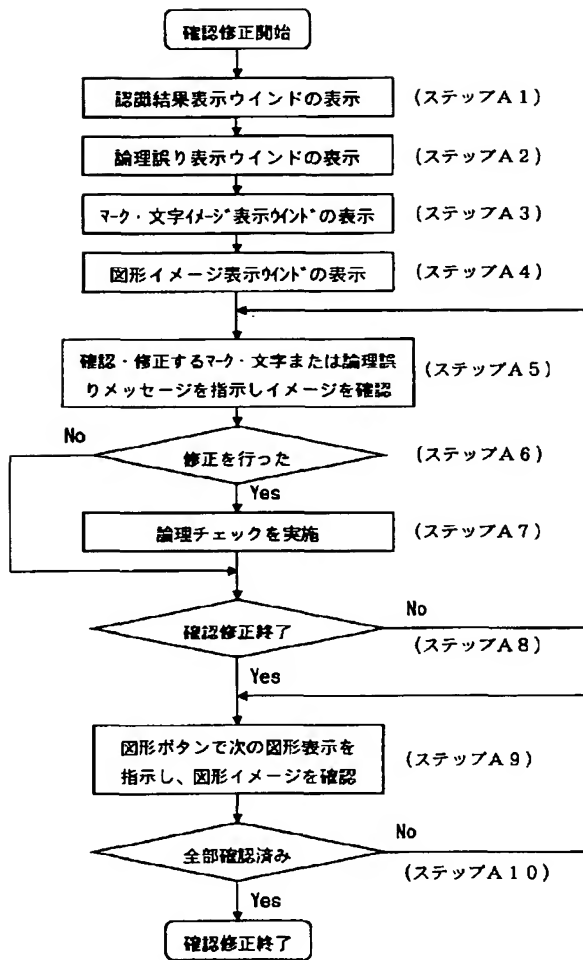 確認修正開始
認識結果表示ウインドの表示 (ステップA1)
論理誤り表示ウインドの表示 (ステップA2)
マーク・文字イメージ表示ウインドの表示 (ステップA3)
図形イメージ表示ウインドの表示 (ステップA4)
確認・修正するマーク・文字または論理誤
りメッセージを指示しイメージを確認
(ステップA5)
No
修正を行った (ステップA6)
Yes
論理チェックを実施 (ステップA7)
No
確認修正終了
(ステップA8)
Yes
図形ボタンで次の図形表示を
指示し、図形イメージを確認
(ステップA9)
No
全部確認済み
(ステップA10)
Yes
確認修正終了